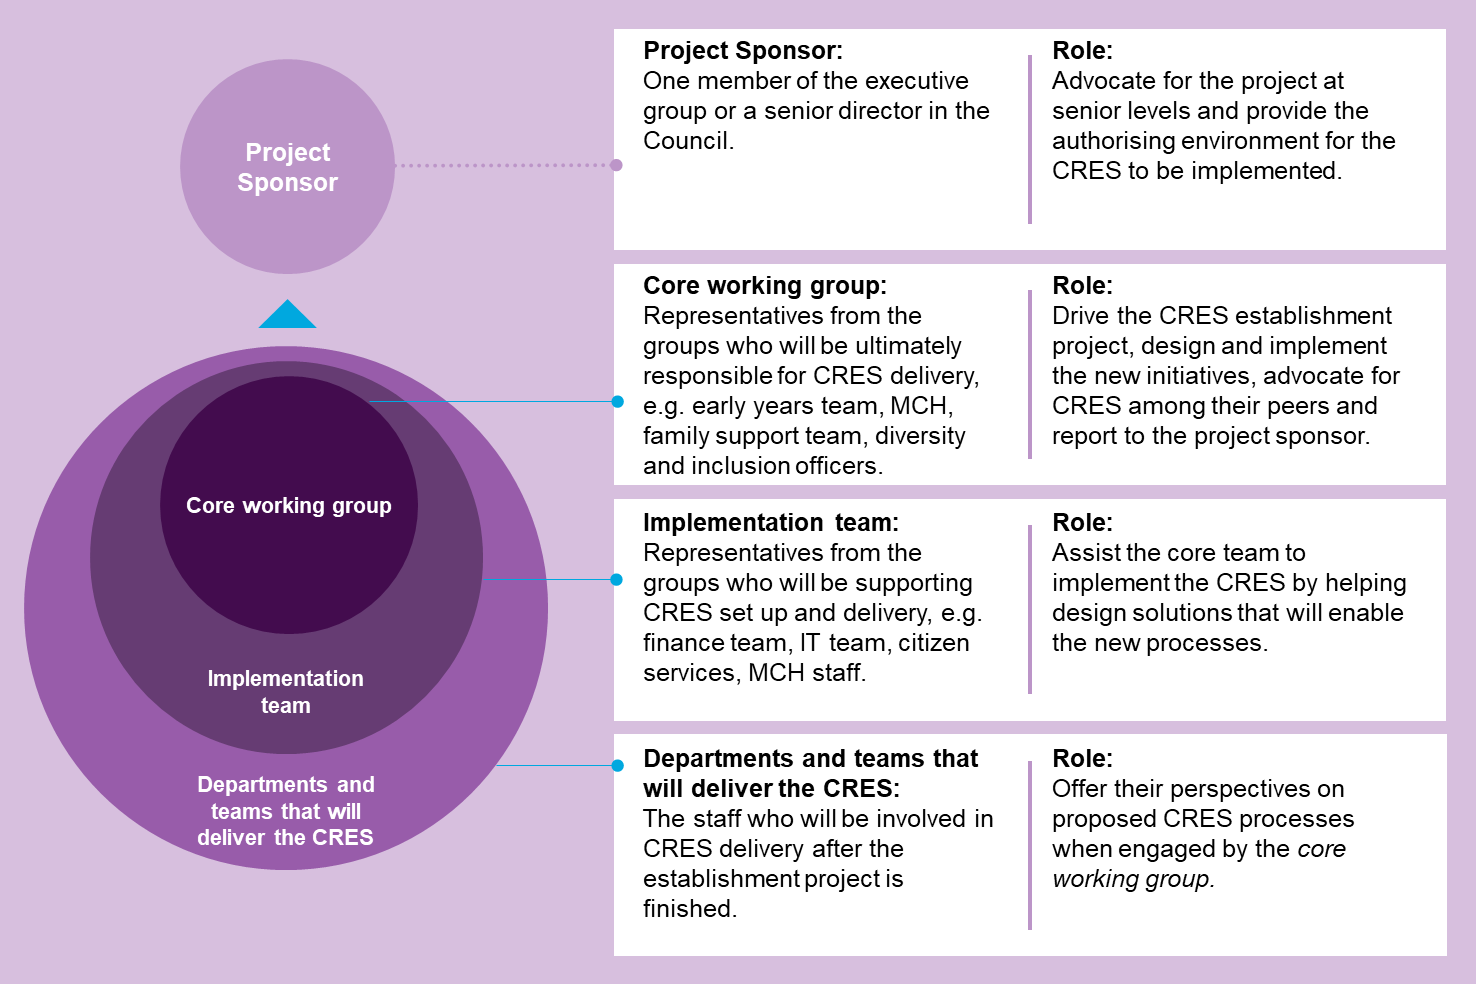 Project
Sponsor
Core working group
Implementation
team
Departments and
teams that will
deliver the CRES
Project Sponsor:
One member of the executive
group or a senior director in the
Council.
Role:
Advocate for the project at
senior levels and provide the
authorising environment for the
CRES to be implemented.
Core working group:
Representatives from the
groups who will be ultimately
responsible for CRES delivery,
e.g. early years team, MCH,
family support team, diversity
and inclusion officers.
Role:
Drive the CRES establishment
project, design and implement
the new initiatives, advocate for
CRES among their peers and
report to the project sponsor.
Implementation team:
Representatives from the
groups who will be supporting
CRES set up and delivery, e.g.
finance team, IT team, citizen
services, MCH staff.
Role:
Assist the core team to
implement the CRES by helping
design solutions that will enable
the new processes.
Departments and teams that
will deliver the CRES:
The staff who will be involved in
CRES delivery after the
establishment project is
finished.
Role:
Offer their perspectives on
proposed CRES processes
when engaged by the core
working group.